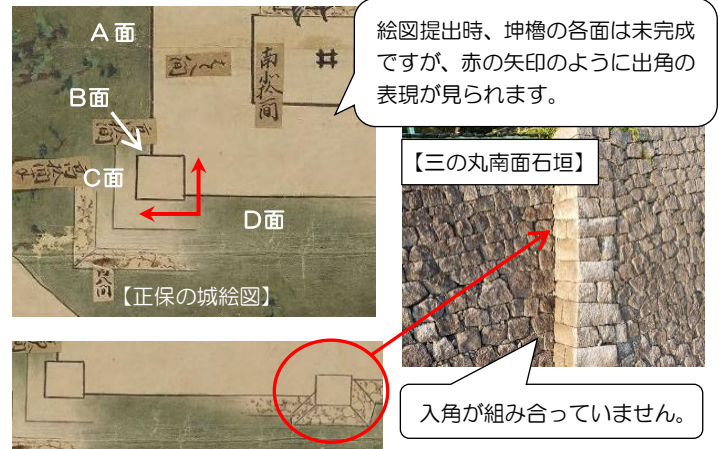 A面
B面
C面
D面
南北拾間
井
【正保の城絵図】
絵図提出時、坤櫓の各面は未完成
ですが、赤の矢印のように出角の
表現が見られます。
【三の丸南面石垣】
入角が組み合っていません。